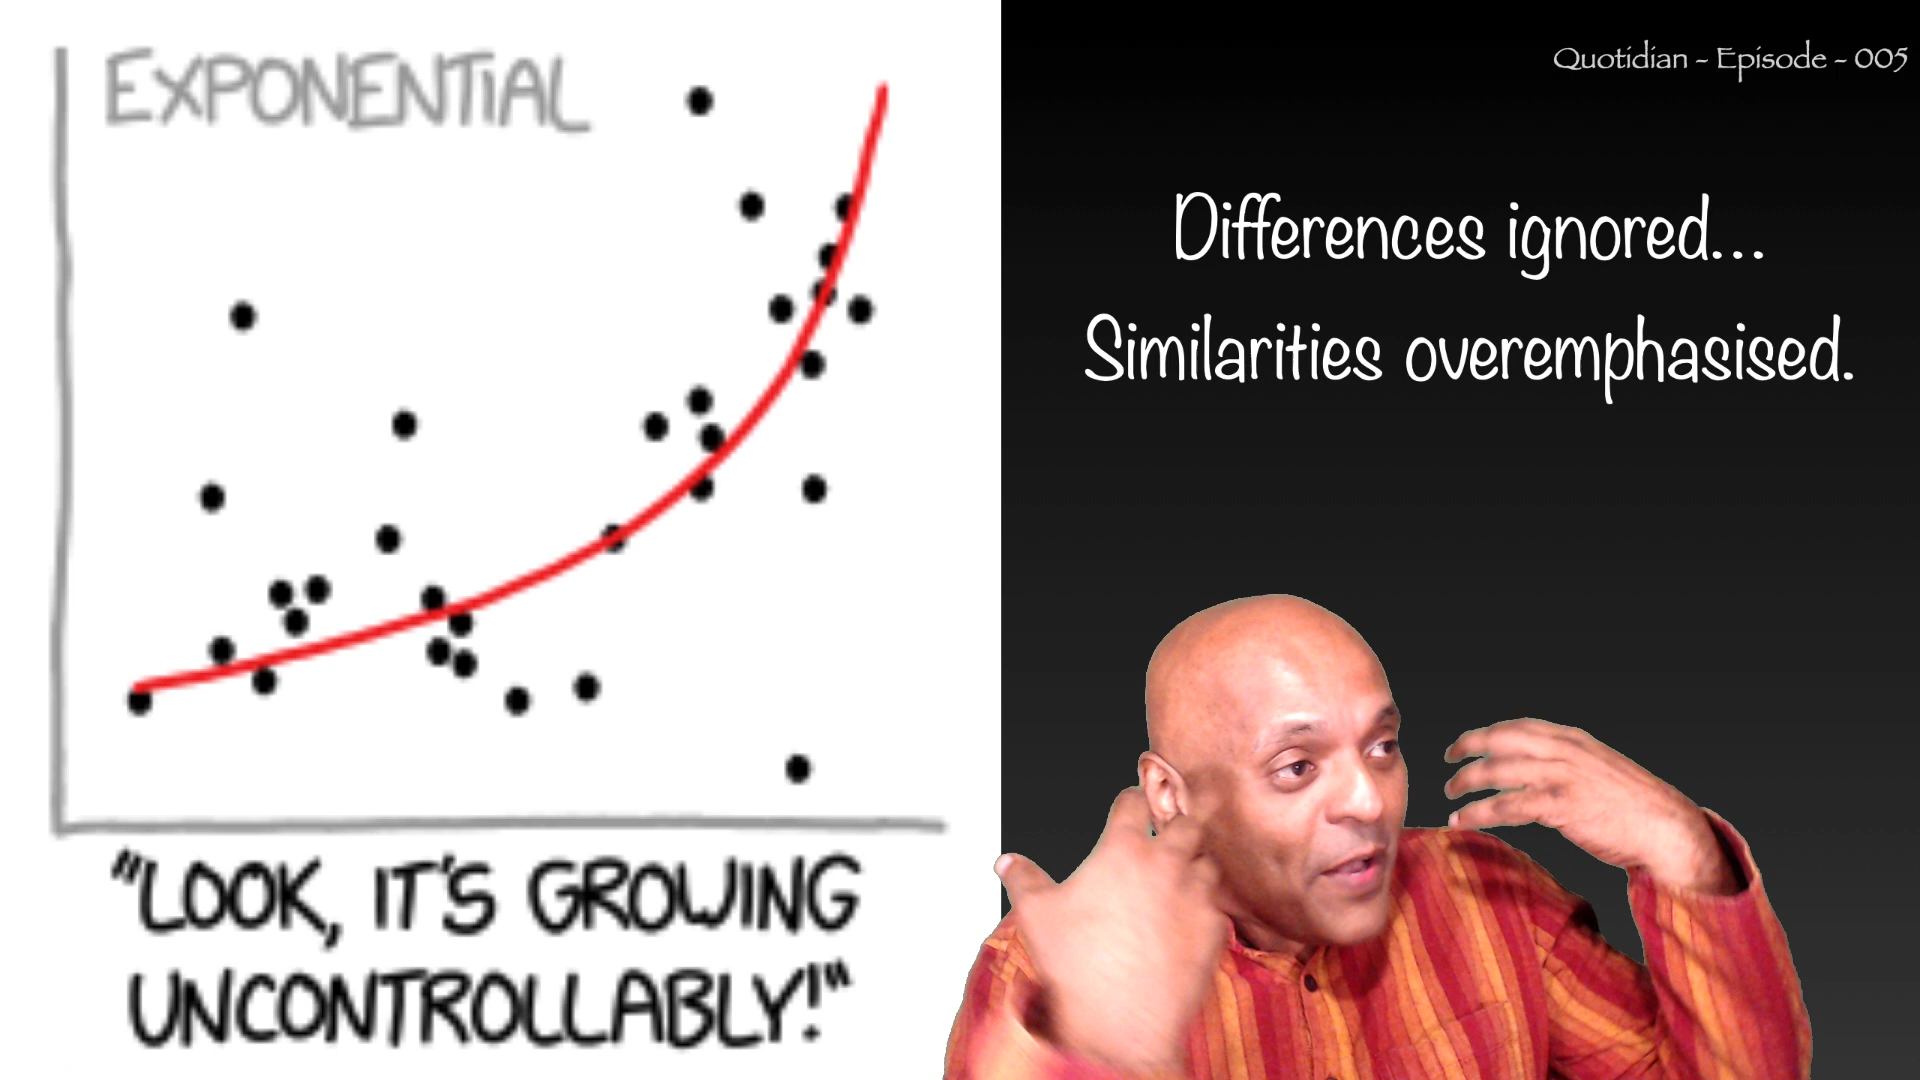 EXPONENTIAL
"LOOK, IT'S GROWING
UNCONTROLLABLY!"
Quotidian - Episode - 005
Differences ignored...
Similarities overemphasised.